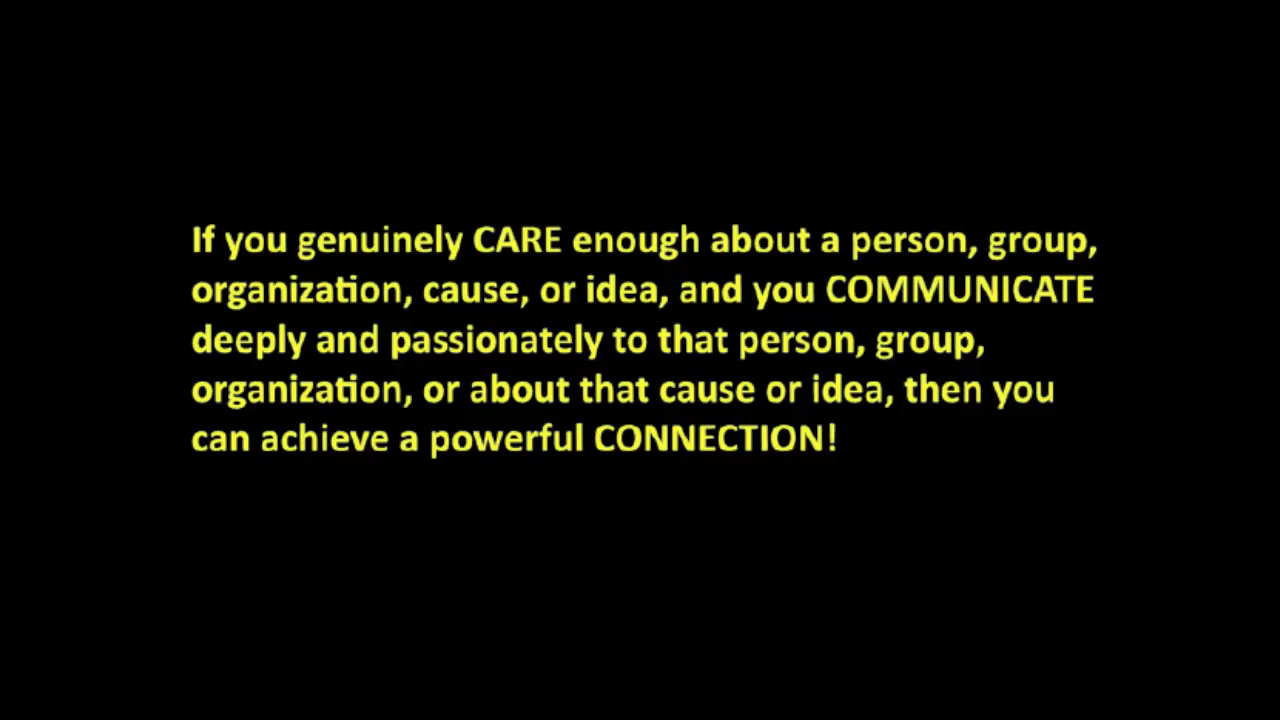 If you genuinely CARE enough about a person, group,
organization, cause, or idea, and you COMMUNICATE
deeply and passionately to that person, group,
organization, or about that cause or idea, then you
can achieve a powerful CONNECTION!